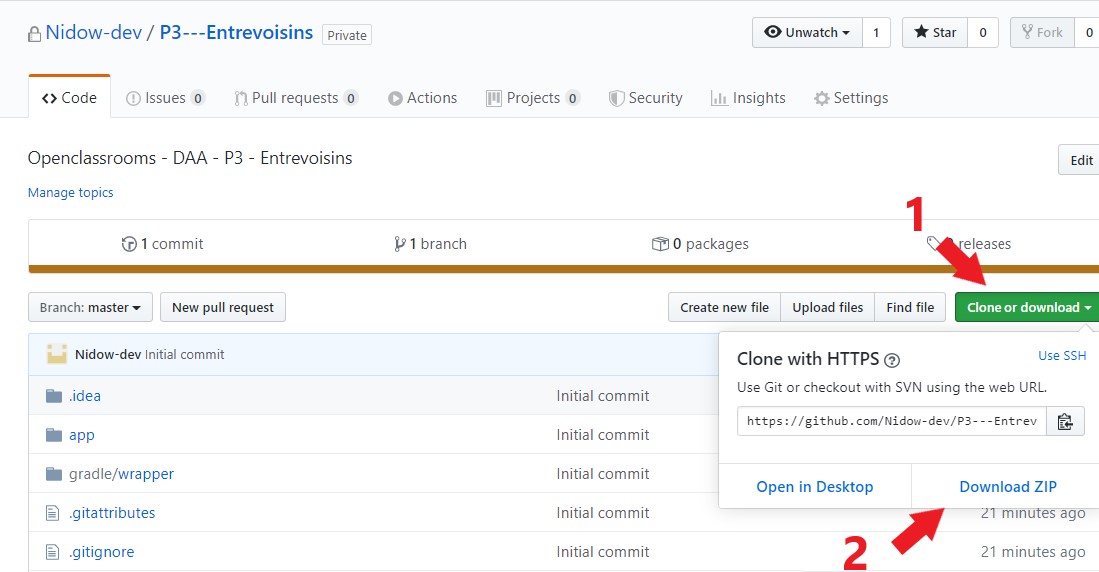 Nidow-dev / P3---Entrevoisins Private
Unwatch 1 Star 0 Fork 0
Code Issues 0 Pull requests 0 Actions Projects 0 Security Insights Settings
Openclassrooms - DAA - P3 - Entrevoisins
Edit
Manage topics
1
1 commit 1 branch 0 packages releases
Branch: master New pull request Create new file Upload files Find file Clone or download
Nidow-dev Initial commit
Clone with HTTPS ?
Use SSH
Use Git or checkout with SVN using the web URL.
https://github.com/Nidow-dev/P3---Entrev
Open in Desktop Download ZIP
.idea Initial commit
app Initial commit
gradle/wrapper Initial commit
.gitattributes Initial commit 21 minutes ago
.gitignore Initial commit 21 minutes ago
2